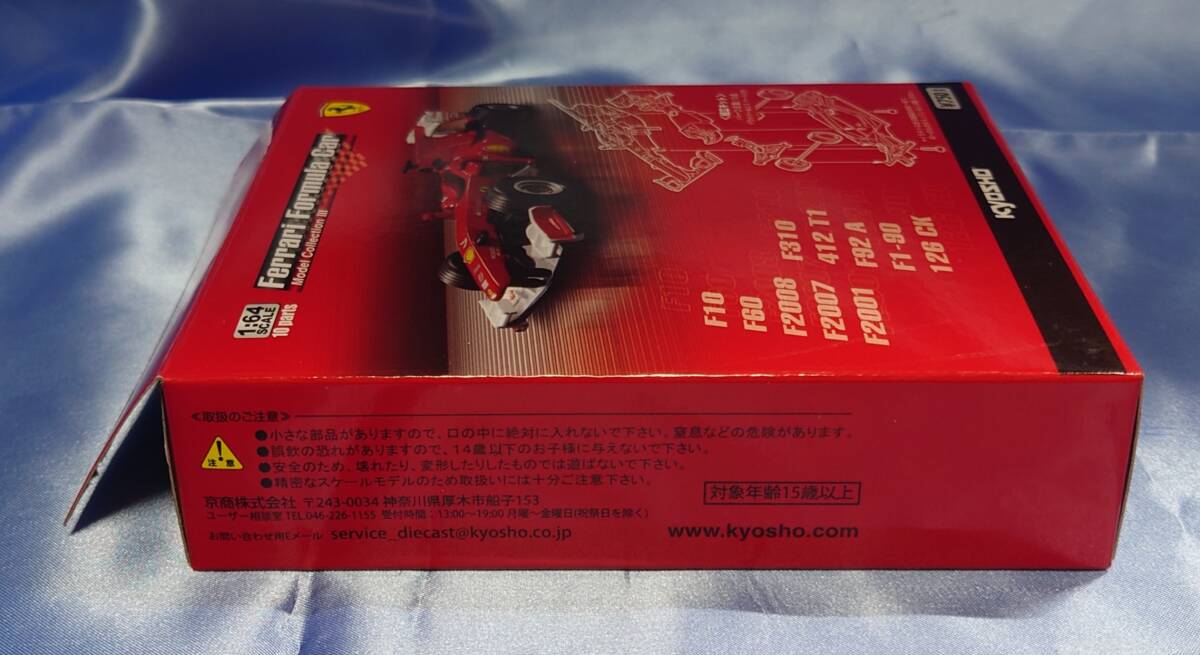 Ferrari Formula Car
Model Collection III
1:64
SCALE
10 parts
F10
F60
F2008
F2007
F2001
F310
412 T1
F92 A
F1-90
126 CK
KYOSHO
≪取扱のご注意≫
注 意
●小さな部品がありますので、口の中に絶対に入れないで下さい。窒息などの危険があります。
●誤飲の恐れがありますので、14歳以下のお子様に与えないで下さい。
●安全のため、壊れたり、変形したりしたものでは遊ばないで下さい。
●精密なスケールモデルのため取扱いには十分ご注意下さい。
京商株式会社 〒243-0034 神奈川県厚木市船子153
ユーザー相談室 TEL.046-226-1155 受付時間：13:00～19:00 月曜～金曜日(祝祭日を除く)
お問い合わせ用Eメール service_diecast@kyosho.co.jp
対象年齢15歳以上
www.kyosho.com